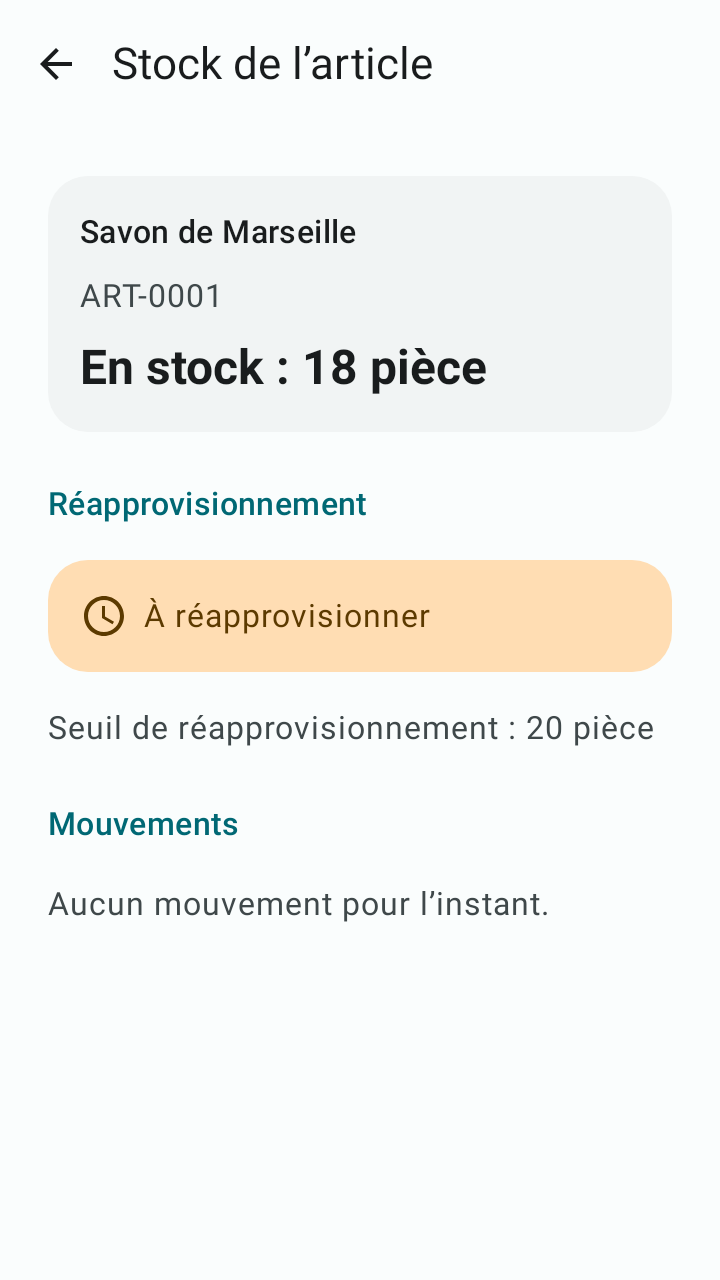 Stock de l’article
Savon de Marseille
ART-0001
En stock : 18 pièce
Réapprovisionnement
À réapprovisionner
Seuil de réapprovisionnement : 20 pièce
Mouvements
Aucun mouvement pour l’instant.